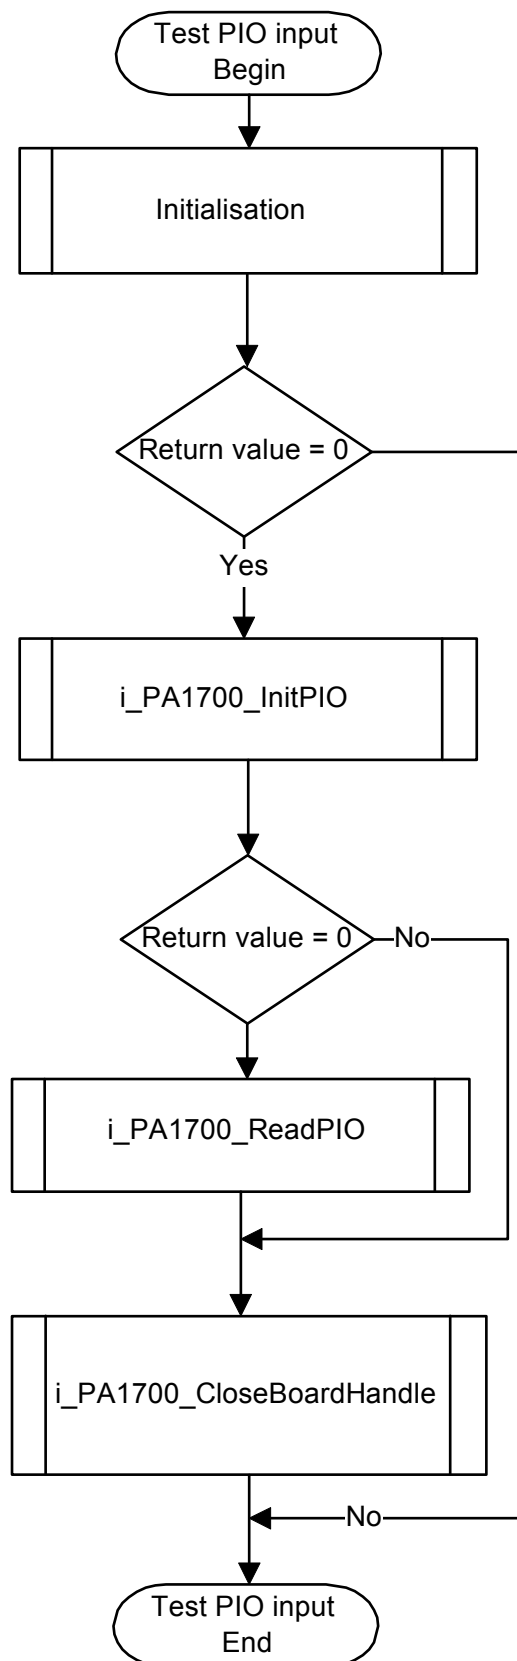 Test PIO input
Begin
Initialisation
Return value = 0
Yes
i_PA1700_InitPIO
Return value = 0
No
i_PA1700_ReadPIO
i_PA1700_CloseBoardHandle
No
Test PIO input
End